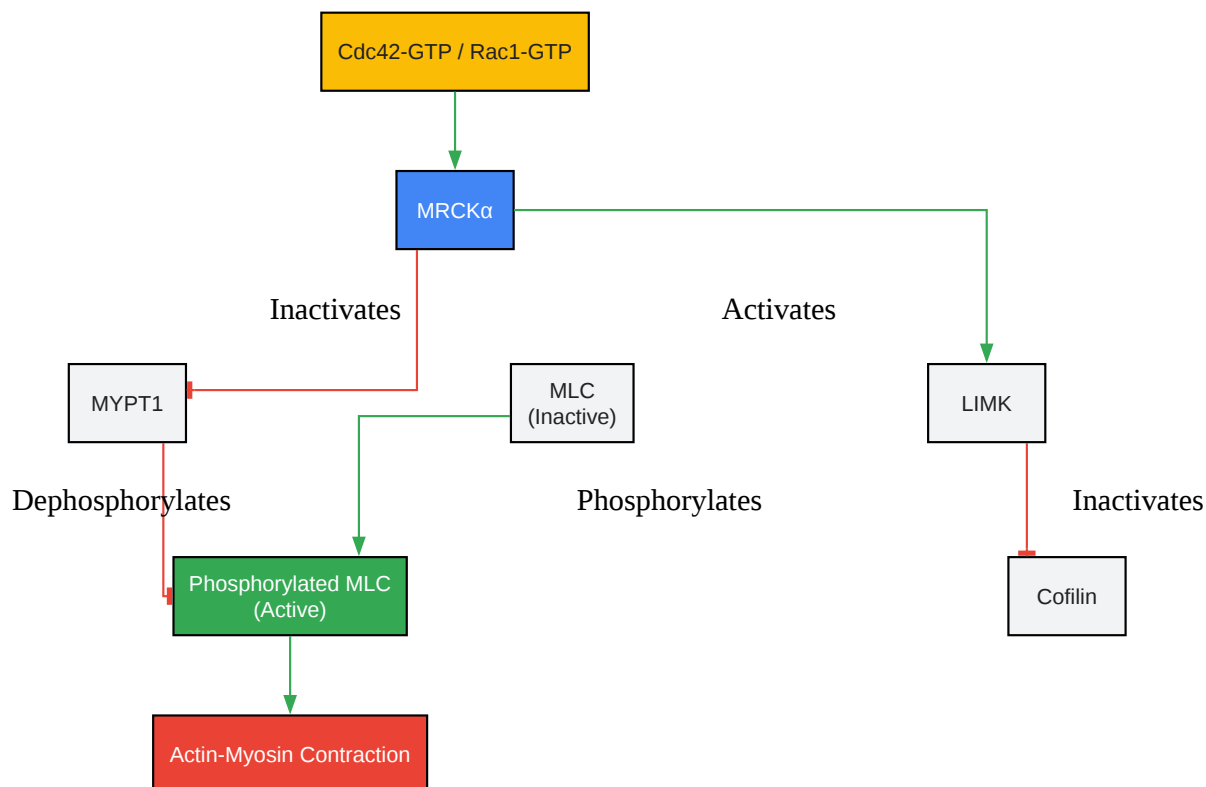 Cdc42-GTP / Rac1-GTP
MRCKα
Inactivates
Activates
MYPT1
MLC
(Inactive)
LIMK
Dephosphorylates
Phosphorylates
Inactivates
Phosphorylated MLC
(Active)
Cofilin
Actin-Myosin Contraction